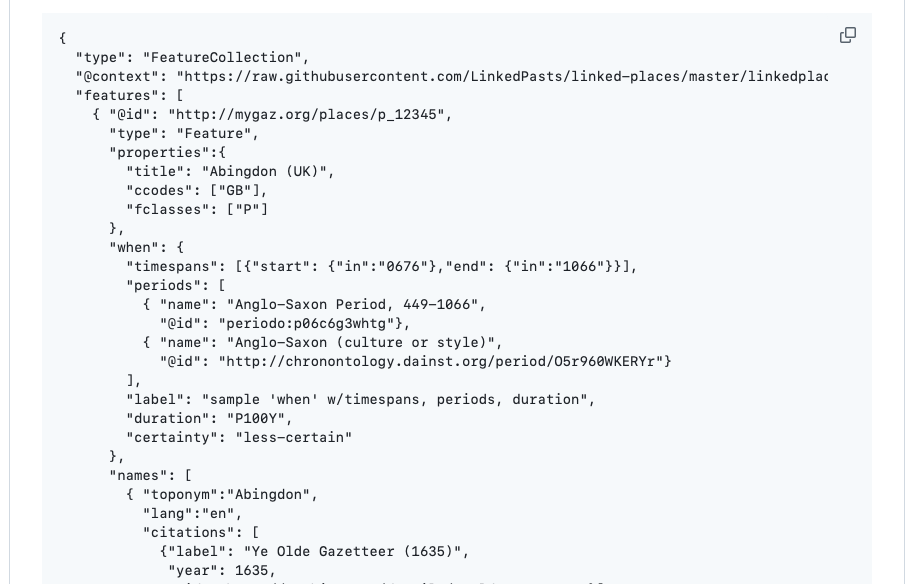 {
"type": "FeatureCollection",
"@context": "https://raw.githubusercontent.com/LinkedPasts/linked-places/master/linkedplac
"features": [
{ "@id": "http://mygaz.org/places/p_12345",
"type": "Feature",
"properties":{
"title": "Abingdon (UK)",
"ccodes": ["GB"],
"fclasses": ["P"]
},
"when": {
"timespans": [{"start": {"in":"0676"},"end": {"in":"1066"}}],
"periods": [
{ "name": "Anglo-Saxon Period, 449-1066",
"@id": "periodo:p06c6g3whtg"},
{ "name": "Anglo-Saxon (culture or style)",
"@id": "http://chronontology.dainst.org/period/O5r960WKERYr"}
],
"label": "sample 'when' w/timespans, periods, duration",
"duration": "P100Y",
"certainty": "less-certain"
},
"names": [
{ "toponym":"Abingdon",
"lang":"en",
"citations": [
{"label": "Ye Olde Gazetteer (1635)",
"year": 1635,